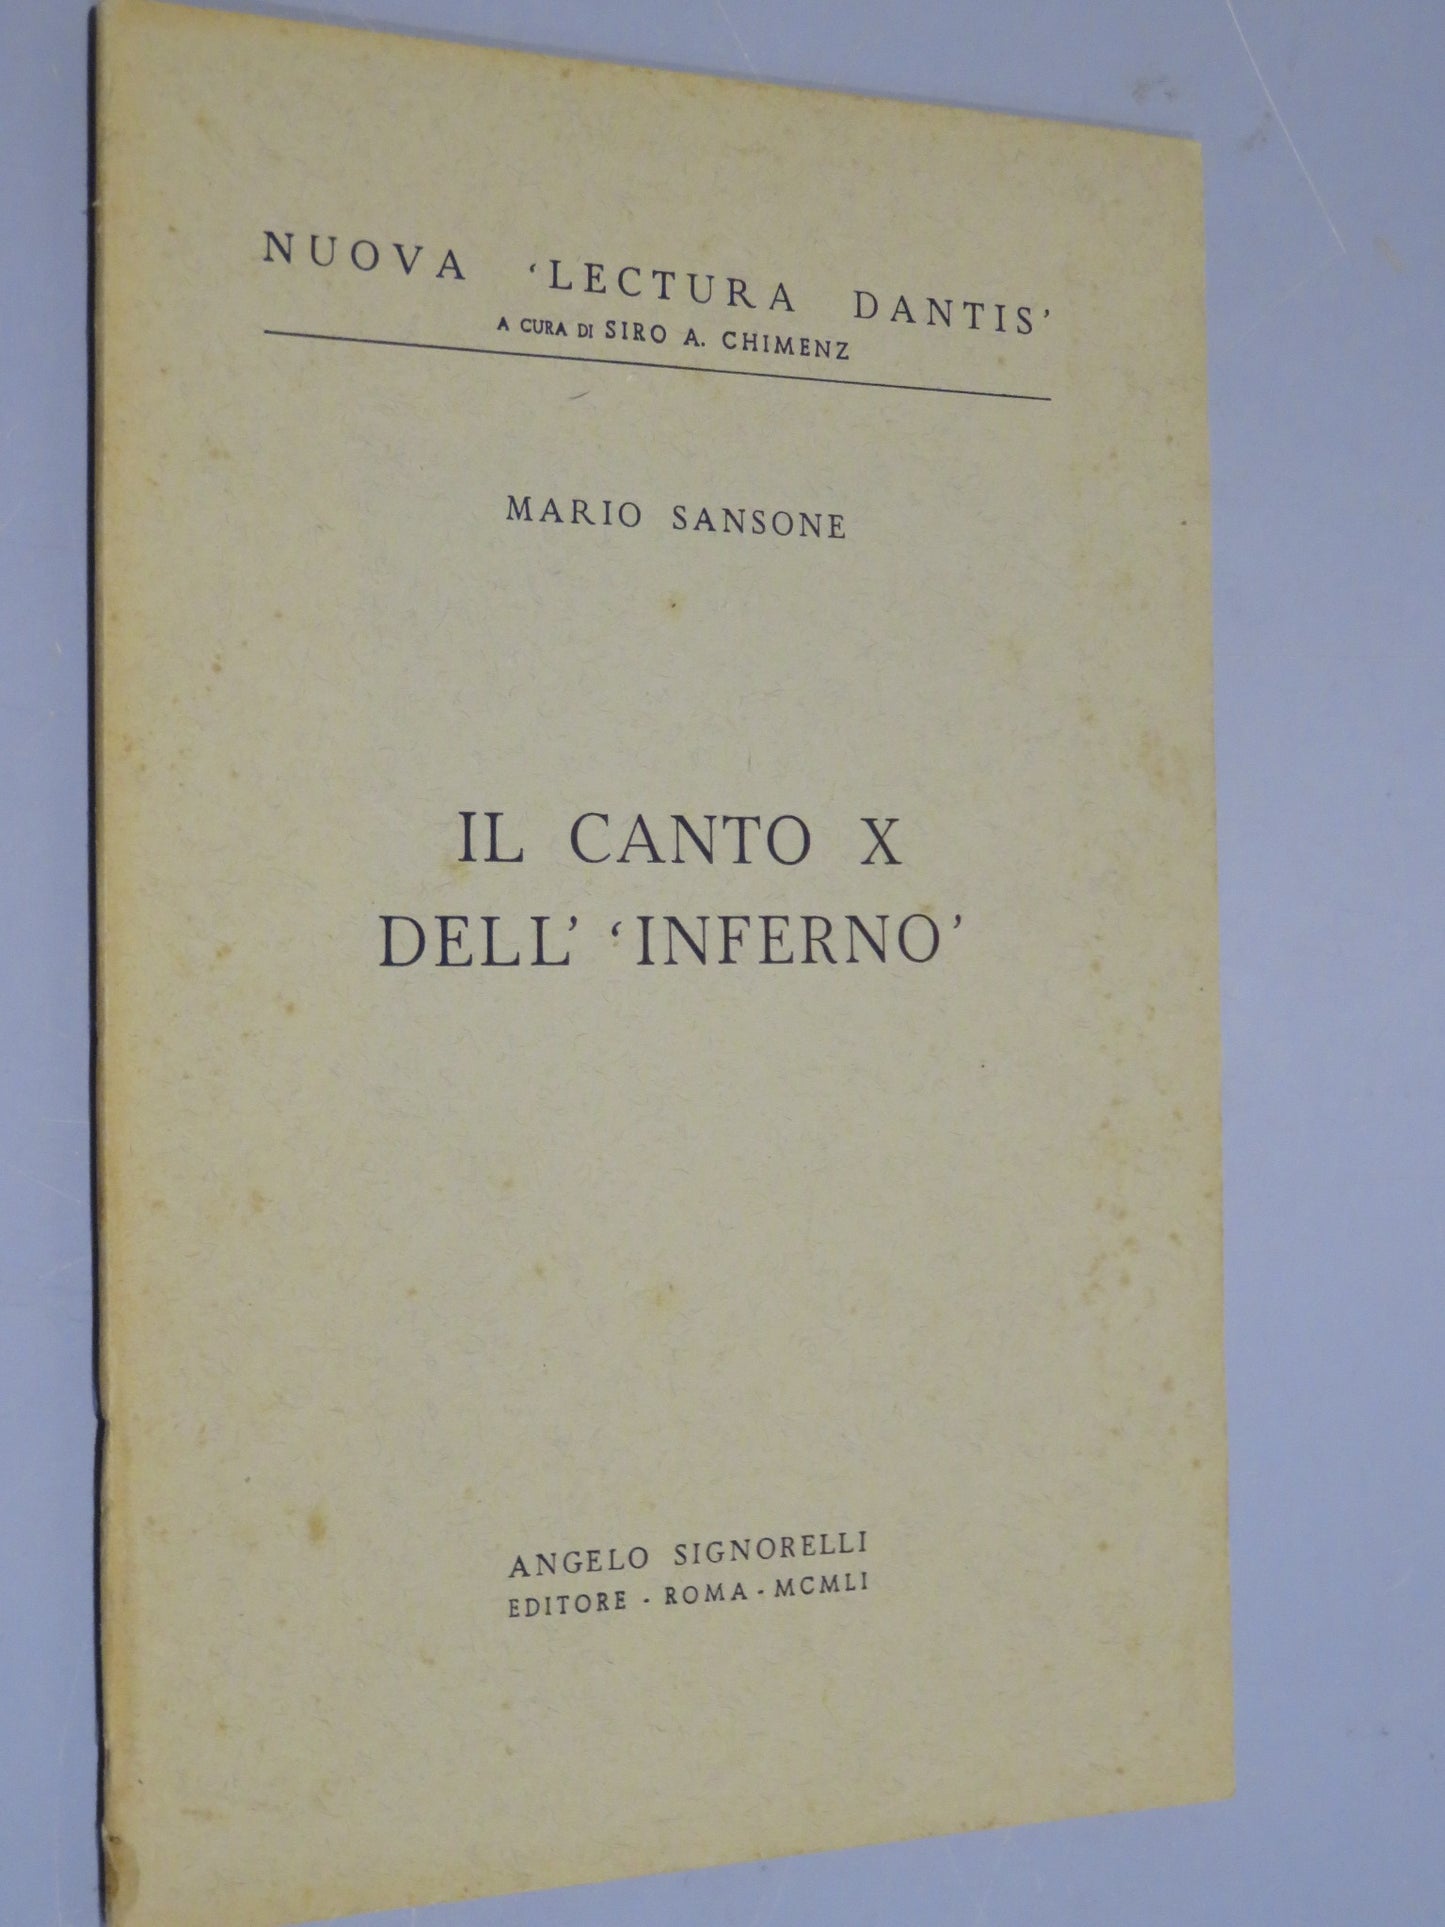 NUOVA 'LECTURA DANTIS'
A CURA DI SIRO A. CHIMENZ
MARIO SANSONE
IL CANTO X
DELL' 'INFERNO'
ANGELO SIGNORELLI
EDITORE - ROMA - MCMLI